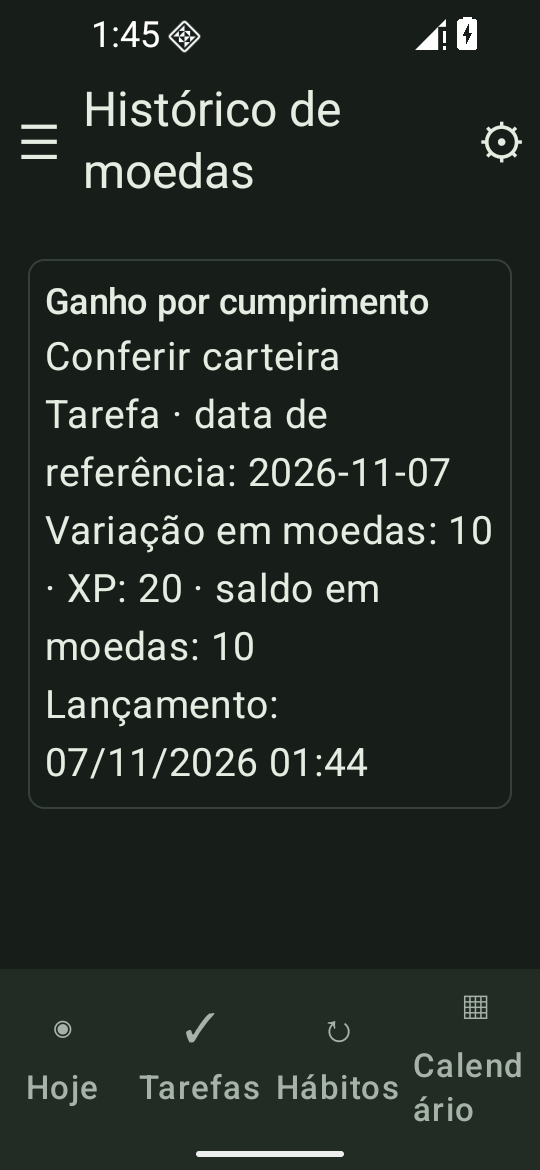 1:45
Histórico de
moedas
Ganho por cumprimento
Conferir carteira
Tarefa · data de
referência: 2026-11-07
Variação em moedas: 10
· XP: 20 · saldo em
moedas: 10
Lançamento:
07/11/2026 01:44
Hoje
Tarefas
Hábitos
Calend
ário